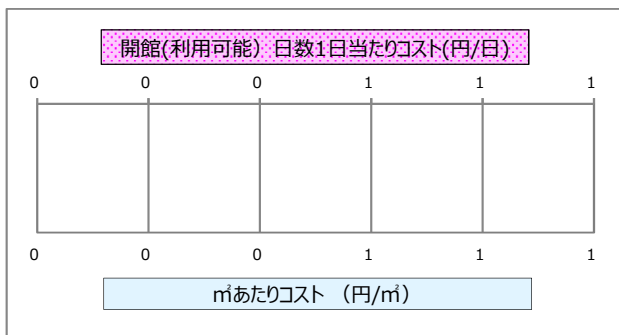 開館(利用可能）日数1日当たりコスト(円/日)
0 0 0 1 1 1
0 0 0 1 1 1
㎡あたりコスト （円/㎡）